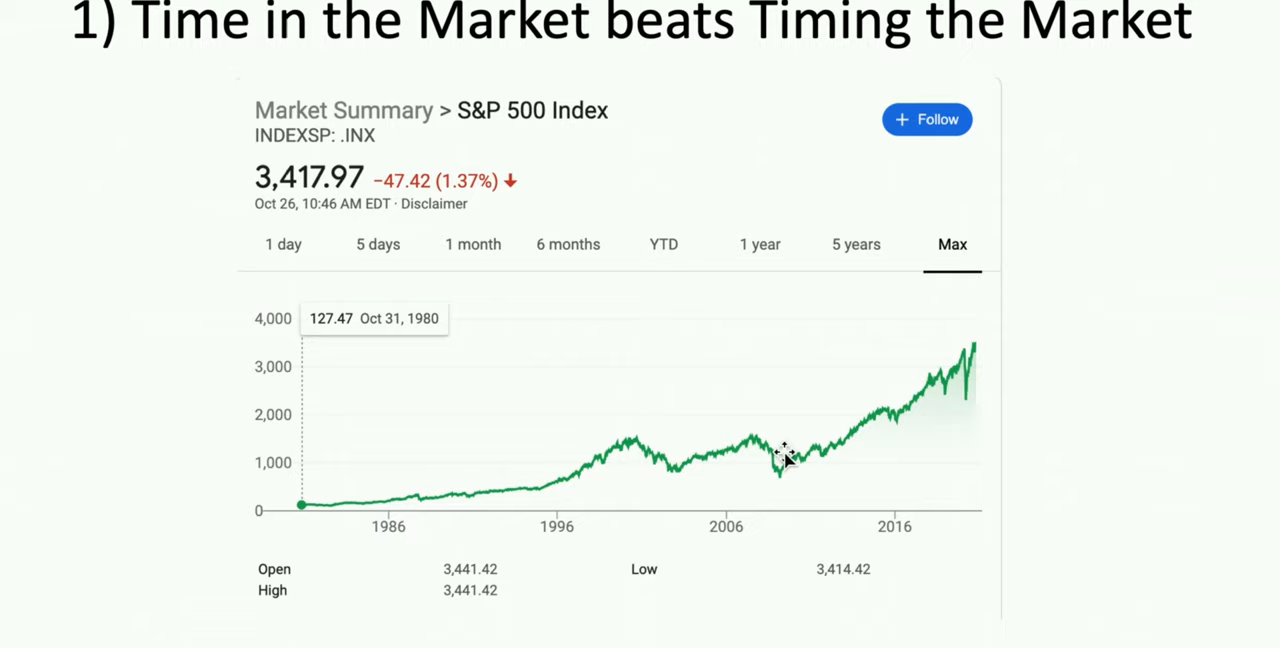 1) Time in the Market beats Timing the Market
Market Summary > S&P 500 Index
INDEXSP: .INX
+ Follow
3,417.97 −47.42 (1.37%) ↓
Oct 26, 10:46 AM EDT · Disclaimer
1 day 5 days 1 month 6 months YTD 1 year 5 years Max
127.47 Oct 31, 1980
4,000
3,000
2,000
1,000
0
1986 1996 2006 2016
Open 3,441.42 Low 3,414.42
High 3,441.42